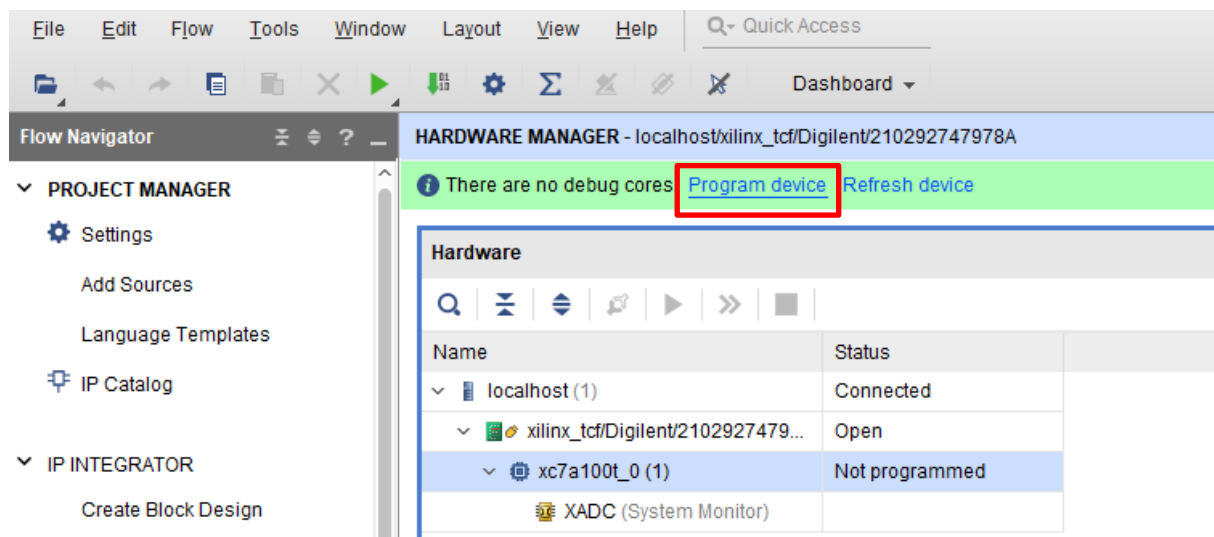 File Edit Flow Tools Window Layout View Help Quick Access
Dashboard
Flow Navigator ? _
HARDWARE MANAGER - localhost/xilinx_tcf/Digilent/210292747978A
There are no debug cores. Program device Refresh device
PROJECT MANAGER
Settings
Add Sources
Language Templates
IP Catalog
IP INTEGRATOR
Create Block Design
Hardware
Name Status
localhost (1) Connected
xilinx_tcf/Digilent/2102927479... Open
xc7a100t_0 (1) Not programmed
XADC (System Monitor)